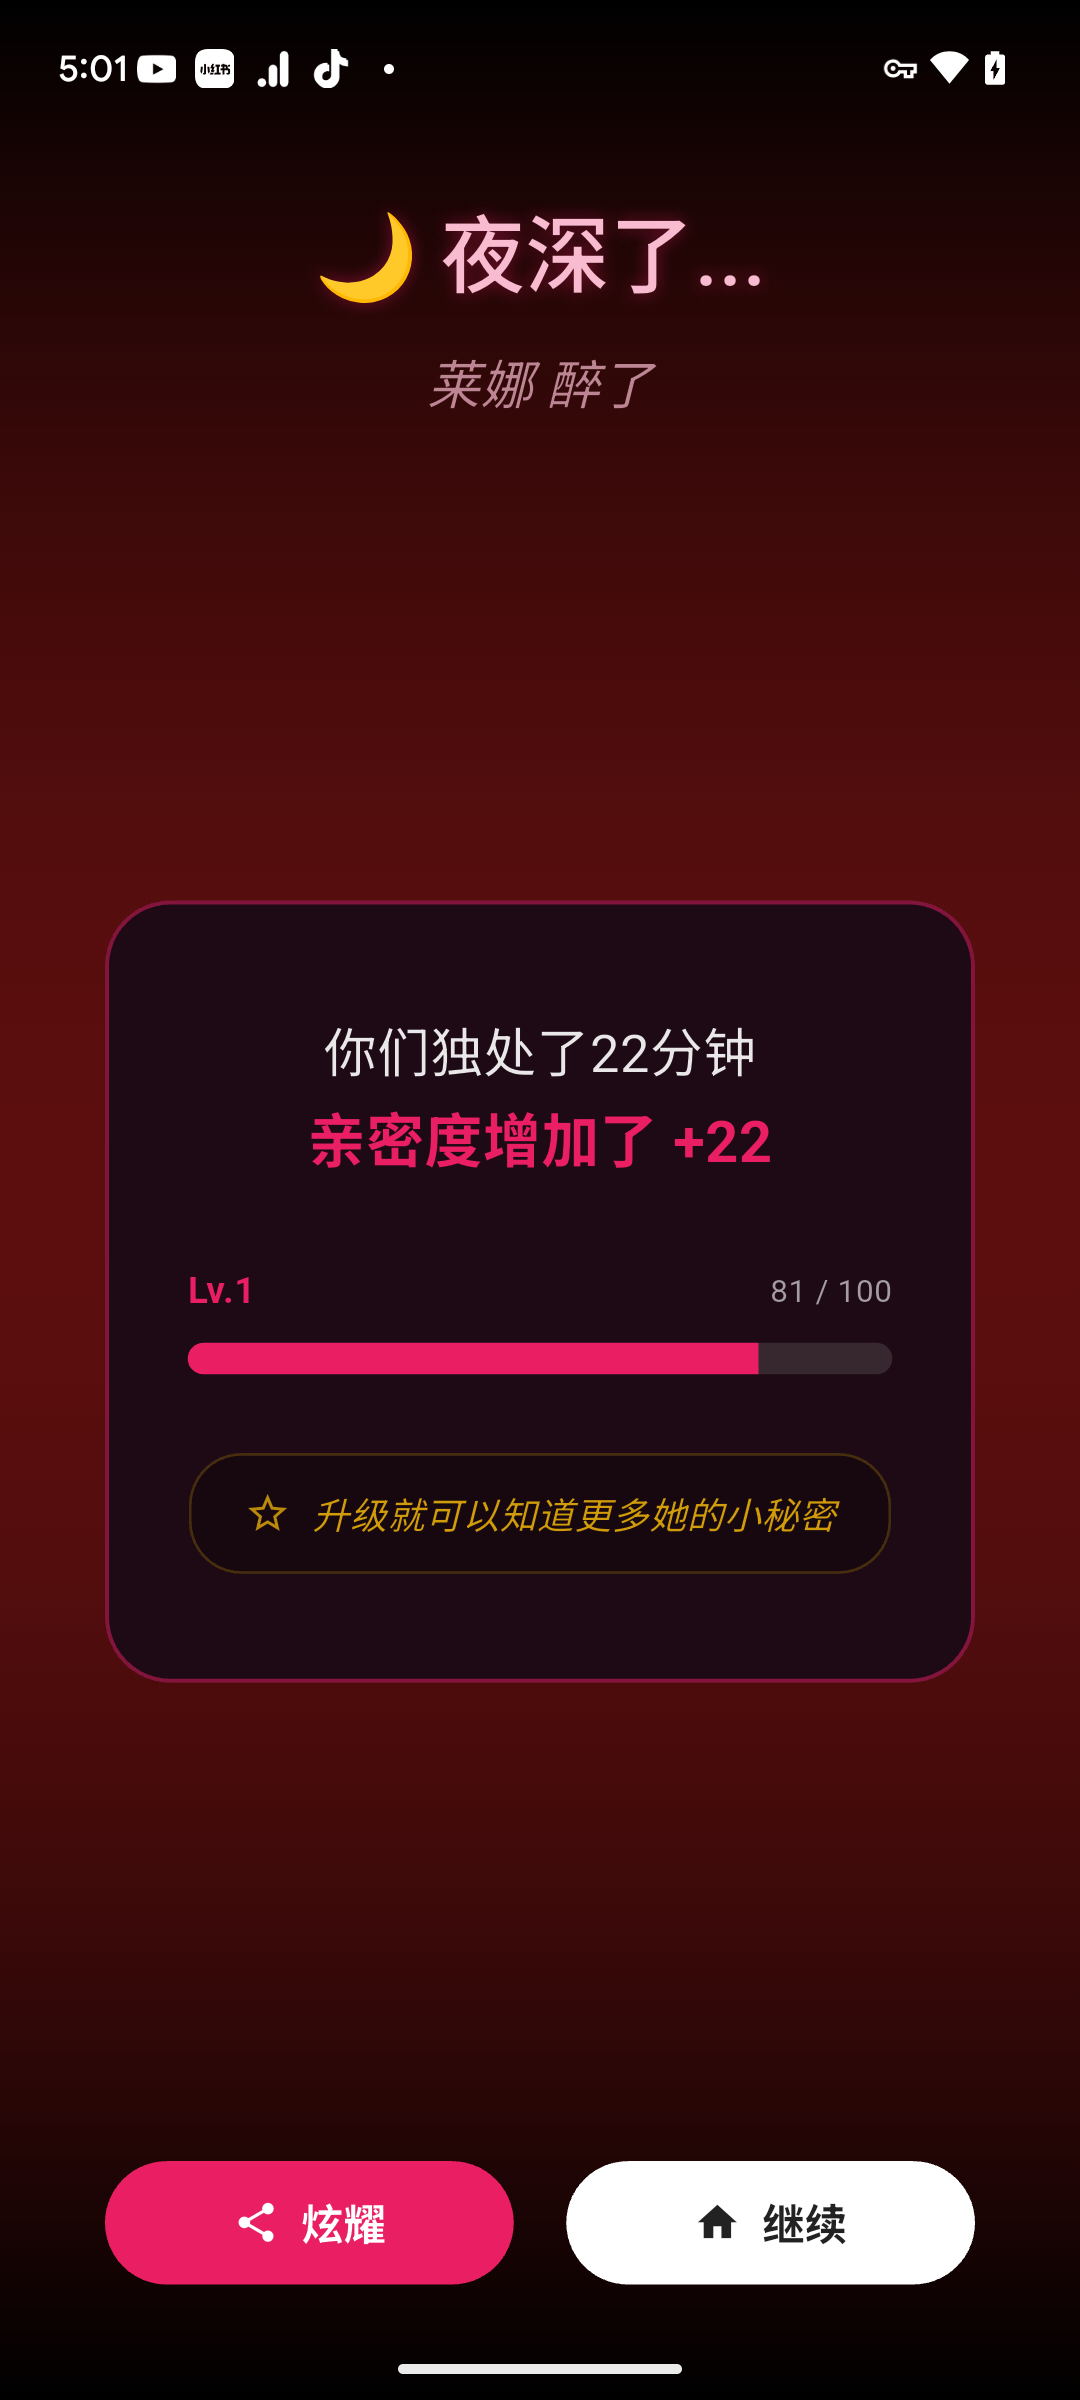 5:01
小红书
🌙 夜深了...
莱娜 醉了
你们独处了22分钟
亲密度增加了 +22
Lv.1
81 / 100
升级就可以知道更多她的小秘密
炫耀
继续